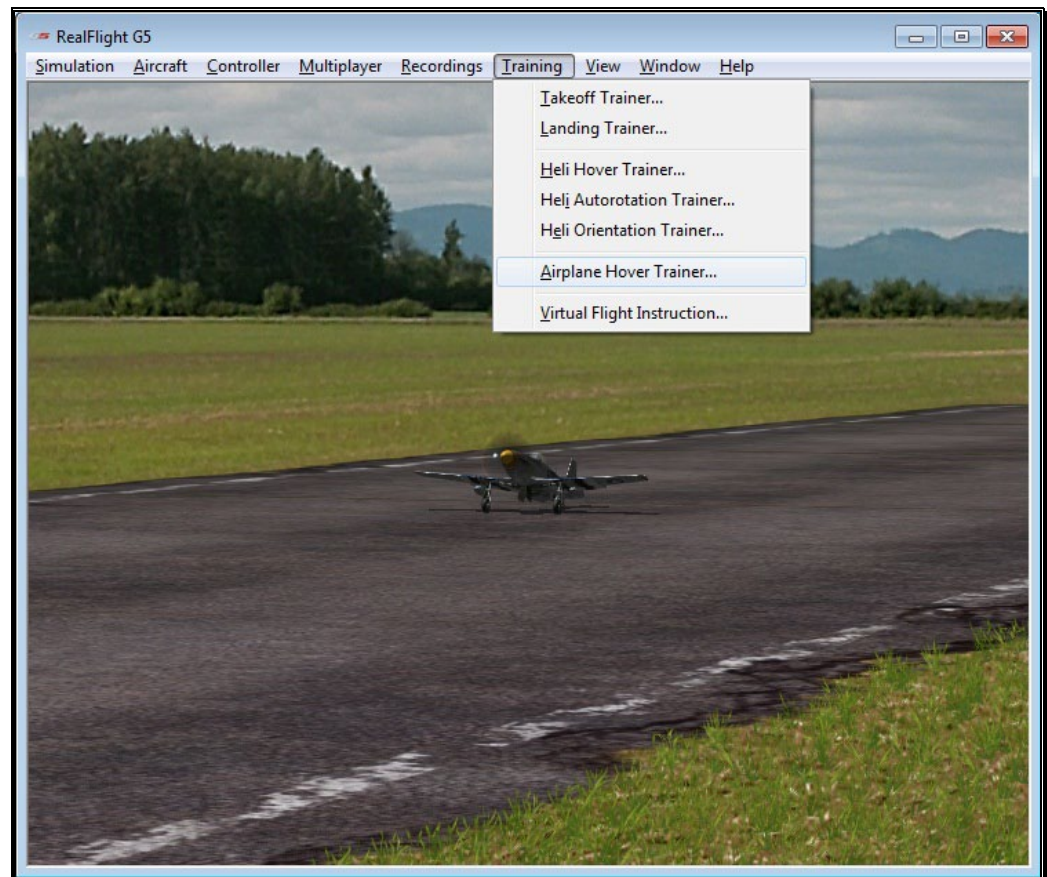 RealFlight G5
Simulation Aircraft Controller Multiplayer Recordings Training View Window Help
Takeoff Trainer...
Landing Trainer...
Heli Hover Trainer...
Heli Autorotation Trainer...
Heli Orientation Trainer...
Airplane Hover Trainer...
Virtual Flight Instruction...